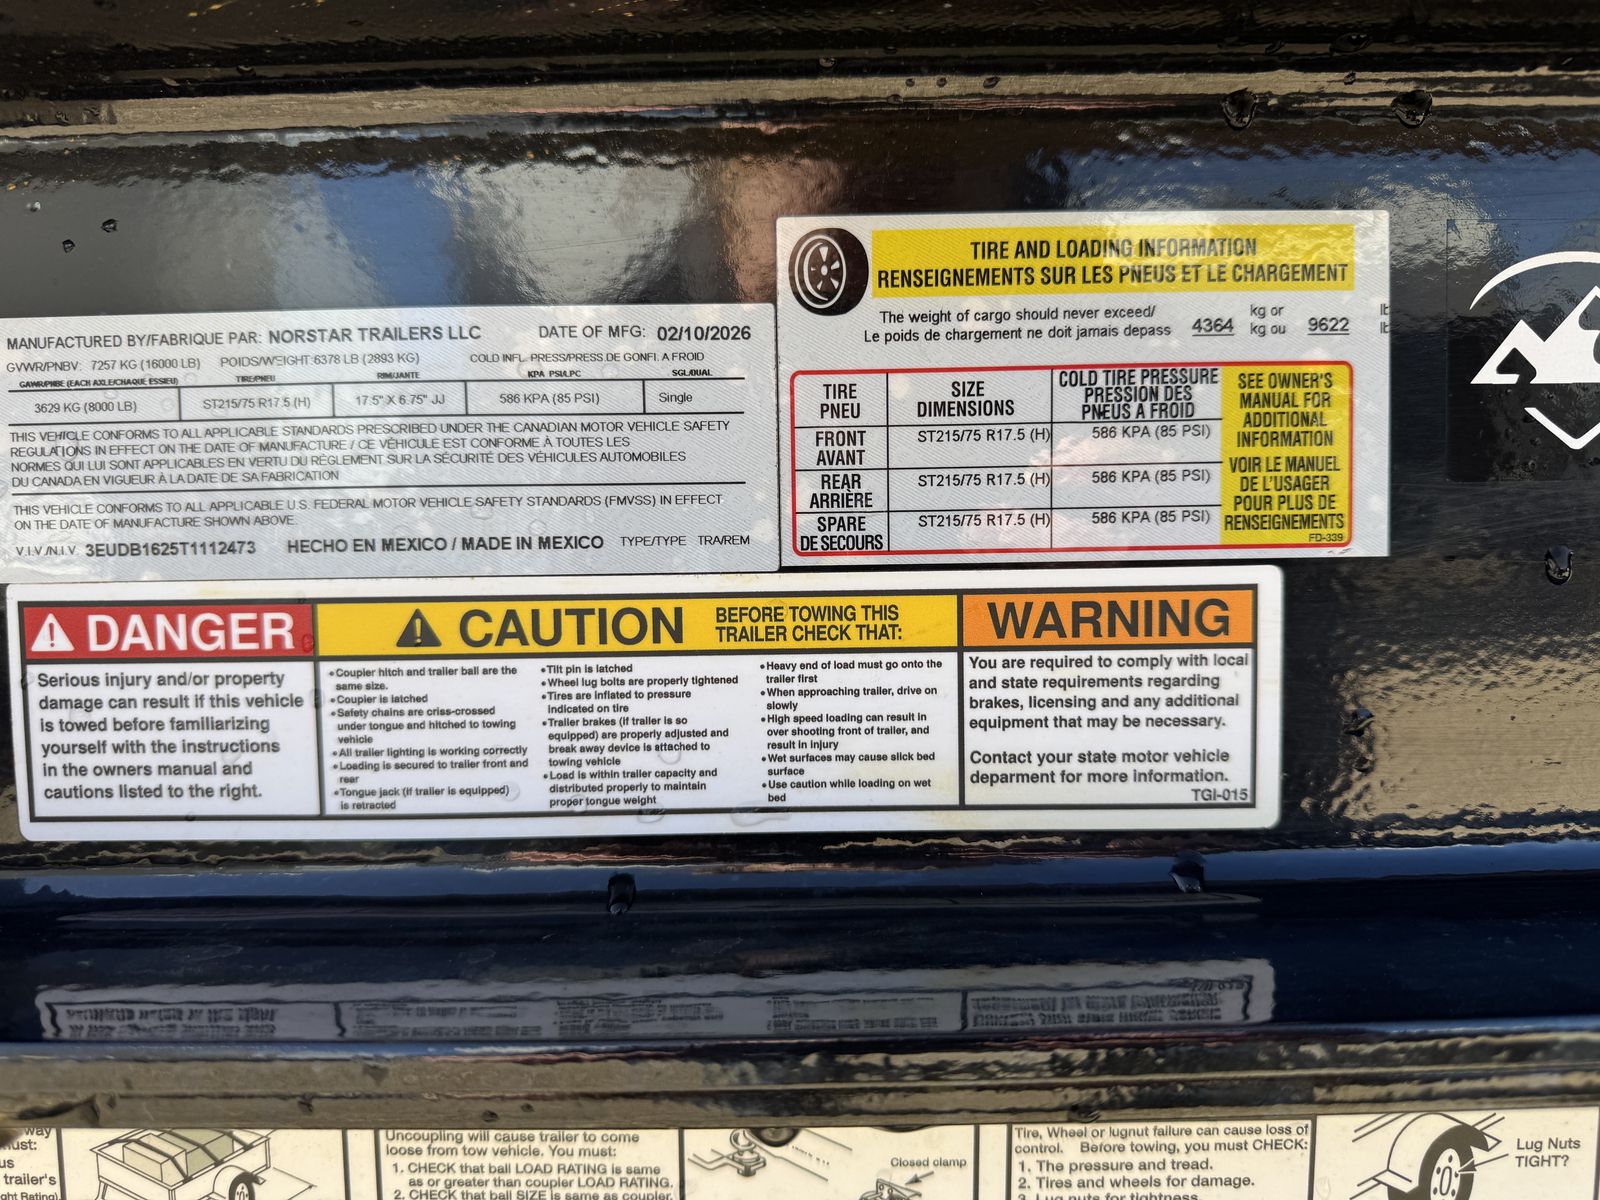 TIRE AND LOADING INFORMATION
RENSEIGNEMENTS SUR LES PNEUS ET LE CHARGEMENT
The weight of cargo should never exceed/
Le poids de chargement ne doit jamais depass
4364
kg or
kg ou
9622
TIRE
PNEU
SIZE
DIMENSIONS
COLD TIRE PRESSURE
PRESSION DES
PNEUS A FROID
FRONT
AVANT
ST215/75 R17.5 (H)
586 KPA (85 PSI)
REAR
ARRIÈRE
ST215/75 R17.5 (H)
586 KPA (85 PSI)
SPARE
DE SECOURS
ST215/75 R17.5 (H)
586 KPA (85 PSI)
SEE OWNER'S
MANUAL FOR
ADDITIONAL
INFORMATION
VOIR LE MANUEL
DE L'USAGER
POUR PLUS DE
RENSEIGNEMENTS
FD-339
MANUFACTURED BY/FABRIQUE PAR: NORSTAR TRAILERS LLC DATE OF MFG: 02/10/2026
GVWR/PNBV: 7257 KG (16000 LB) POIDS/WEIGHT:6378 LB (2893 KG) COLD INFL. PRESS/PRESS.DE GONFL. A FROID
GAWR/PNBE (EACH AXLE/CHAQUE ESSIEU) TIRE/PNEU RIM/JANTE KPA PSI/LPC SGL/DUAL
3629 KG (8000 LB) ST215/75 R17.5 (H) 17.5" X 6.75" JJ 586 KPA (85 PSI) Single
THIS VEHICLE CONFORMS TO ALL APPLICABLE STANDARDS PRESCRIBED UNDER THE CANADIAN MOTOR VEHICLE SAFETY
REGULATIONS IN EFFECT ON THE DATE OF MANUFACTURE / CE VÉHICULE EST CONFORME À TOUTES LES
NORMES QUI LUI SONT APPLICABLES EN VERTU DU RÈGLEMENT SUR LA SÉCURITÉ DES VÉHICULES AUTOMOBILES
DU CANADA EN VIGUEUR À LA DATE DE SA FABRICATION
THIS VEHICLE CONFORMS TO ALL APPLICABLE U.S. FEDERAL MOTOR VEHICLE SAFETY STANDARDS (FMVSS) IN EFFECT
ON THE DATE OF MANUFACTURE SHOWN ABOVE.
V.I.V./N.I.V. 3EUDB1625T1112473 HECHO EN MEXICO / MADE IN MEXICO TYPE/TYPE TRA/REM
DANGER
Serious injury and/or property
damage can result if this vehicle
is towed before familiarizing
yourself with the instructions
in the owners manual and
cautions listed to the right.
CAUTION
BEFORE TOWING THIS
TRAILER CHECK THAT:
•Coupler hitch and trailer ball are the
same size.
•Coupler is latched
•Safety chains are criss-crossed
under tongue and hitched to towing
vehicle
•All trailer lighting is working correctly
•Loading is secured to trailer front and
rear
•Tongue jack (if trailer is equipped)
is retracted
•Tilt pin is latched
•Wheel lug bolts are properly tightened
•Tires are inflated to pressure
indicated on tire
•Trailer brakes (if trailer is so
equipped) are properly adjusted and
break away device is attached to
towing vehicle
•Load is within trailer capacity and
distributed properly to maintain
proper tongue weight
•Heavy end of load must go onto the
trailer first
•When approaching trailer, drive on
slowly
•High speed loading can result in
over shooting front of trailer, and
result in injury
•Wet surfaces may cause slick bed
surface
•Use caution while loading on wet
bed
WARNING
You are required to comply with local
and state requirements regarding
brakes, licensing and any additional
equipment that may be necessary.
Contact your state motor vehicle
deparment for more information.
TGI-015
way
ust:
us
trailer's
ght Rating)
Uncoupling will cause trailer to come
loose from tow vehicle. You must:
1. CHECK that ball LOAD RATING is same
as or greater than coupler LOAD RATING.
2. CHECK that ball SIZE is same as coupler.
Closed clamp
Tire, Wheel or lugnut failure can cause loss of
control. Before towing, you must CHECK:
1. The pressure and tread.
2. Tires and wheels for damage.
3. Lug nuts for tightness.
Lug Nuts
TIGHT?